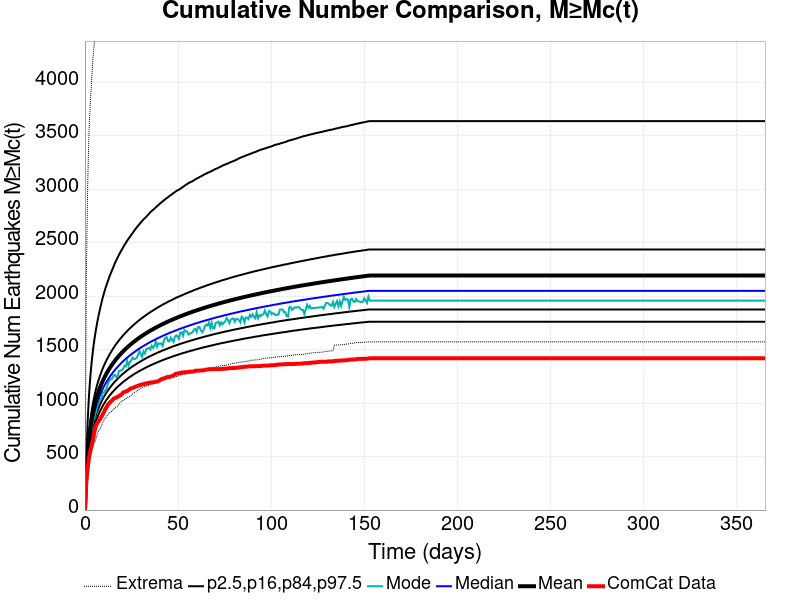 Cumulative Number Comparison, M≥Mc(t)
Cumulative Num Earthquakes M≥Mc(t)
4000
3500
3000
2500
2000
1500
1000
500
0
0 50 100 150 200 250 300 350
Time (days)
Extrema p2.5,p16,p84,p97.5 Mode Median Mean ComCat Data